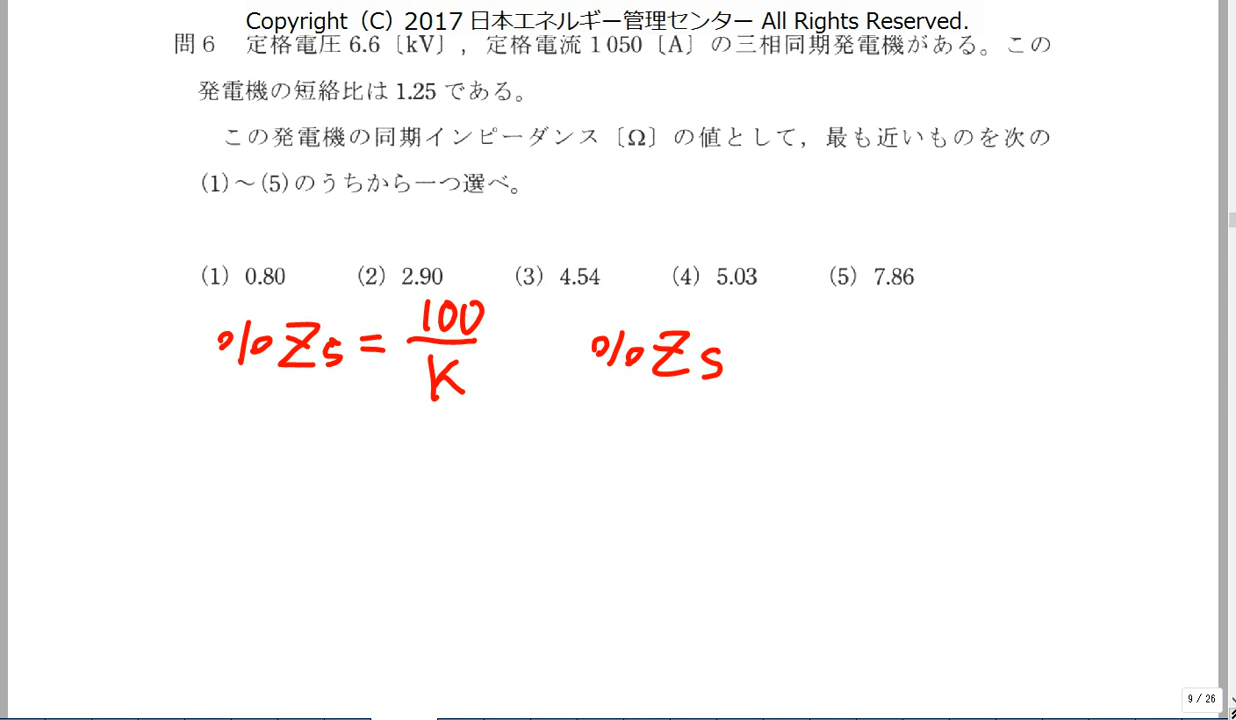 Copyright（C）2017 日本エネルギー管理センター All Rights Reserved.
問６　定格電圧 6.6〔kV〕，定格電流 1 050〔A〕の三相同期発電機がある。この
発電機の短絡比は 1.25 である。
この発電機の同期インピーダンス〔Ω〕の値として，最も近いものを次の
(1)～(5)のうちから一つ選べ。
(1) 0.80　(2) 2.90　(3) 4.54　(4) 5.03　(5) 7.86
%Zs = 100/K　%Zs
9 / 26